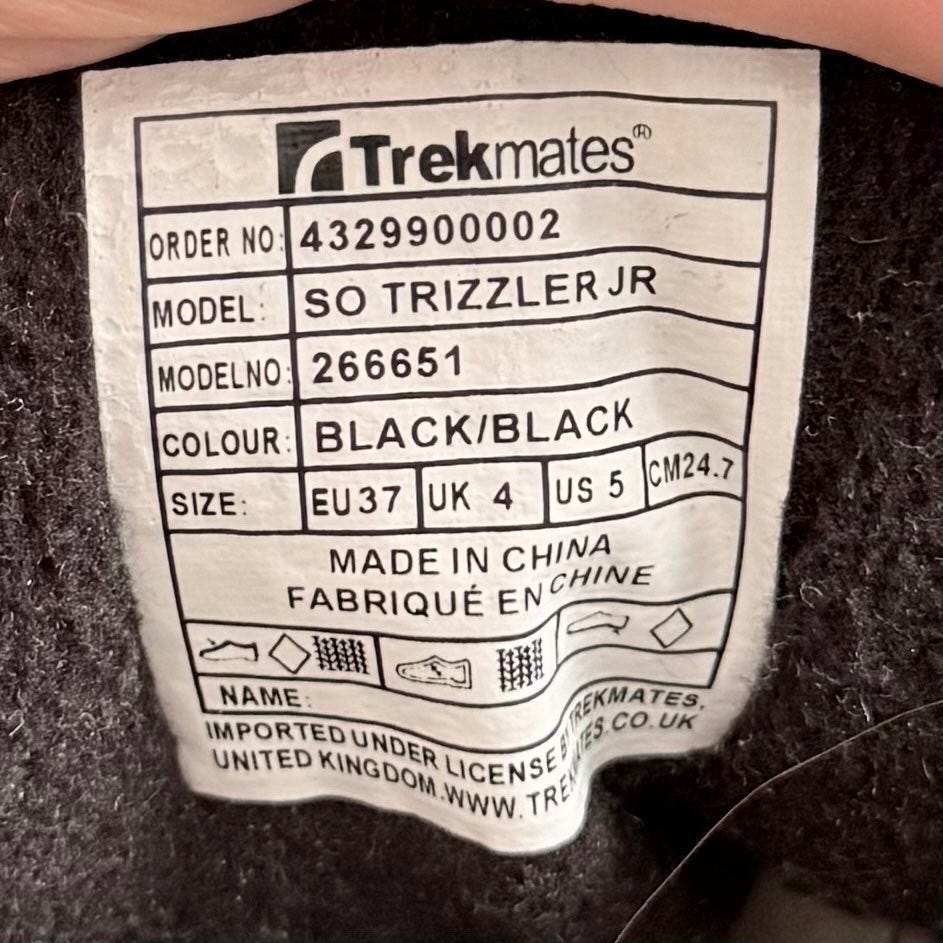 Trekmates®
ORDER NO: 4329900002
MODEL: SO TRIZZLER JR
MODELNO: 266651
COLOUR: BLACK/BLACK
SIZE: EU37 UK 4 US 5 CM24.7
MADE IN CHINA
FABRIQUÉ EN CHINE
NAME:
IMPORTED UNDER LICENSE BY TREKMATES,
UNITED KINGDOM.WWW.TREKMATES.CO.UK